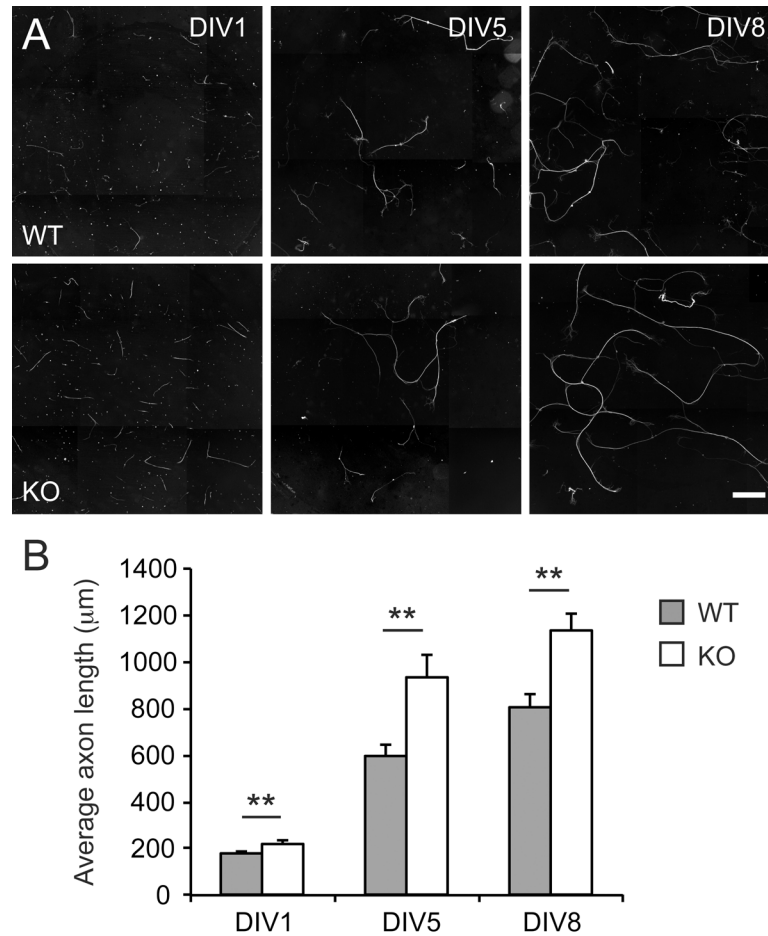 A
DIV1
DIV5
DIV8
WT
KO
B
Average axon length (μm)
1400
1200
1000
800
600
400
200
0
**
**
**
DIV1
DIV5
DIV8
WT
KO